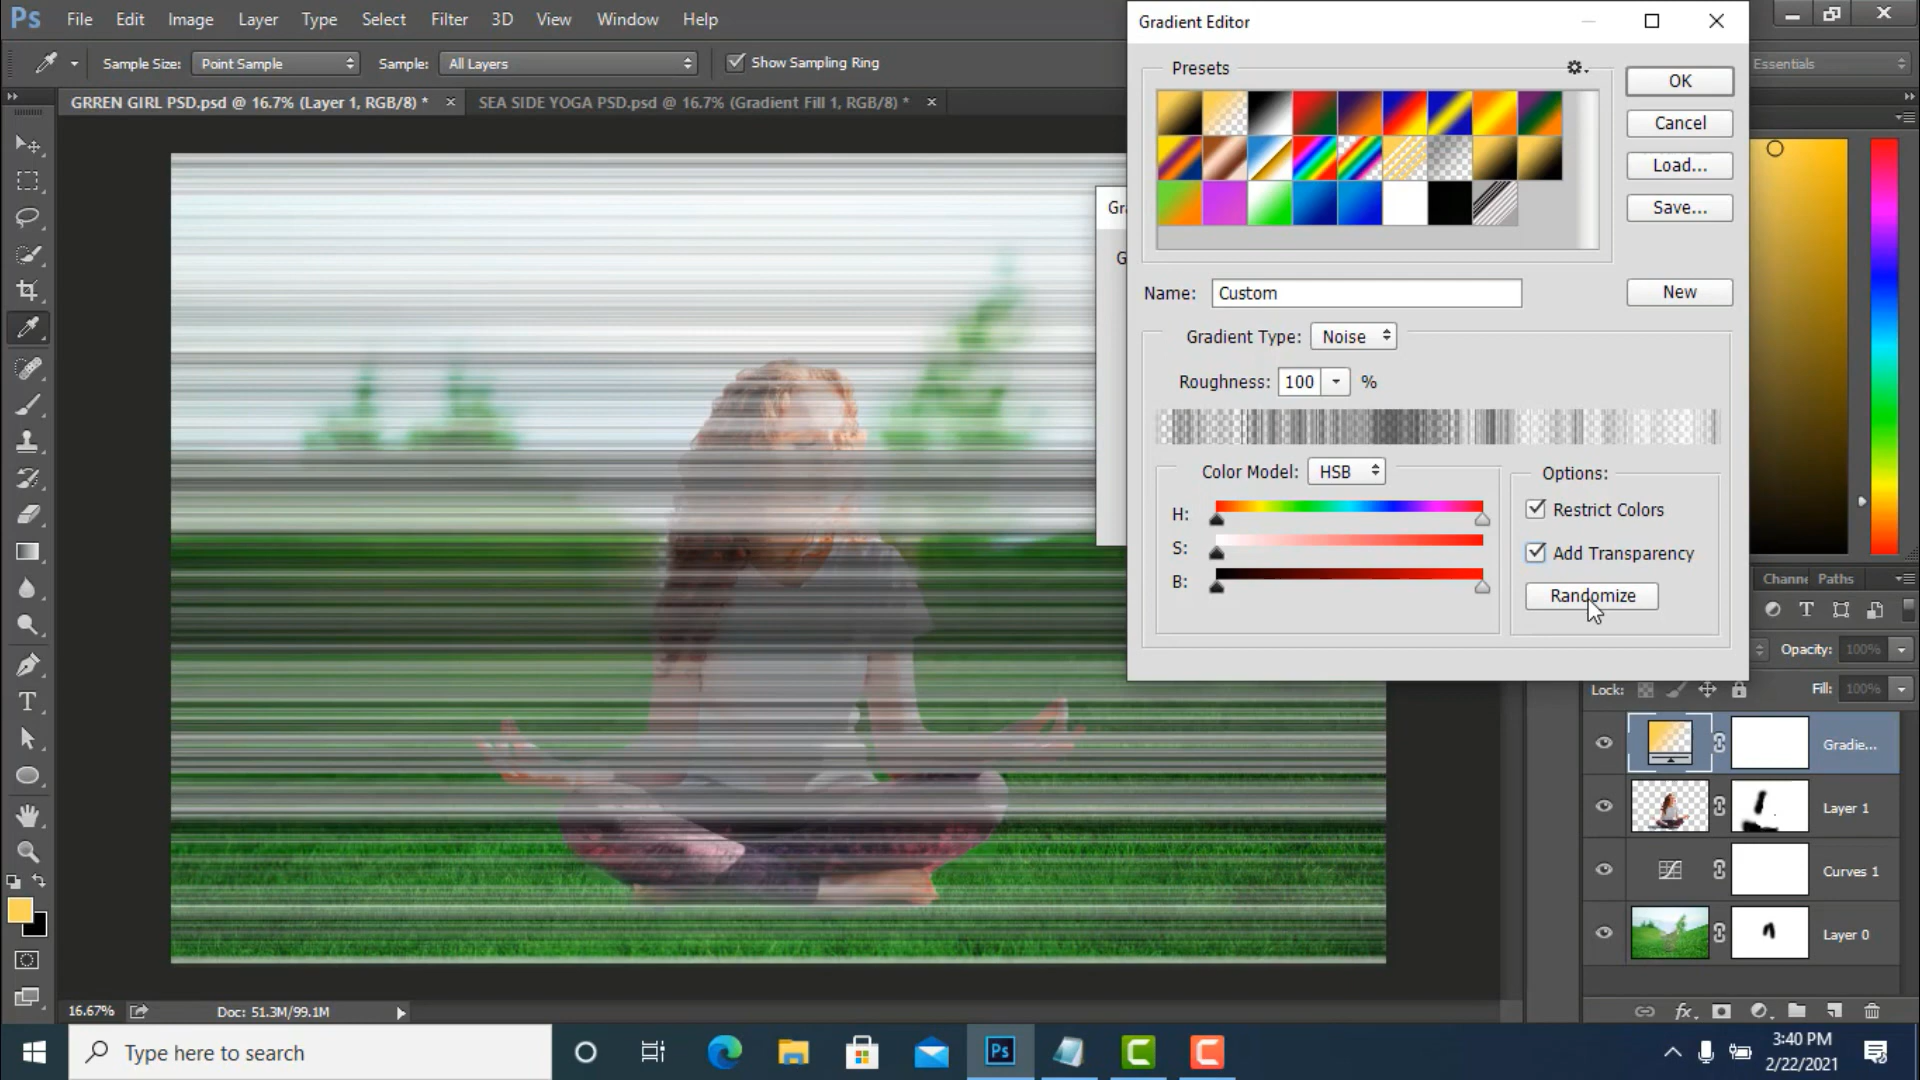 Ps File Edit Image Layer Type Select Filter 3D View Window Help
Sample Size: Point Sample Sample: All Layers Show Sampling Ring
Essentials
GRREN GIRL PSD.psd @ 16.7% (Layer 1, RGB/8) * × SEA SIDE YOGA PSD.psd @ 16.7% (Gradient Fill 1, RGB/8) * ×
Gradient Editor
Presets
OK
Cancel
Load...
Save...
Name: Custom
New
Gradient Type: Noise
Roughness: 100 %
Color Model: HSB
H:
S:
B:
Options:
Restrict Colors
Add Transparency
Randomize
Paths
Opacity: 100%
Lock: Fill: 100%
Gradie...
Layer 1
Curves 1
Layer 0
fx
16.67% Doc: 51.3M/99.1M
Type here to search
Ps
3:40 PM
2/22/2021